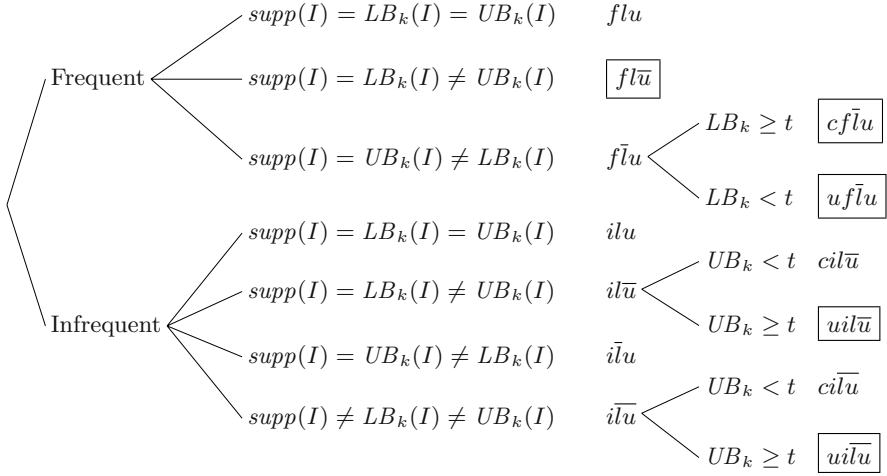 supp(I) = LB_k(I) = UB_k(I) flu
Frequent supp(I) = LB_k(I) ≠ UB_k(I) fl\overline{u}
LB_k ≥ t cf\overline{l}u
supp(I) = UB_k(I) ≠ LB_k(I) f\overline{l}u
LB_k < t uf\overline{l}u
supp(I) = LB_k(I) = UB_k(I) ilu
UB_k < t cil\overline{u}
supp(I) = LB_k(I) ≠ UB_k(I) il\overline{u}
Infrequent UB_k ≥ t uil\overline{u}
supp(I) = UB_k(I) ≠ LB_k(I) i\overline{l}u
UB_k < t ci\overline{lu}
supp(I) ≠ LB_k(I) ≠ UB_k(I) i\overline{lu}
UB_k ≥ t ui\overline{lu}